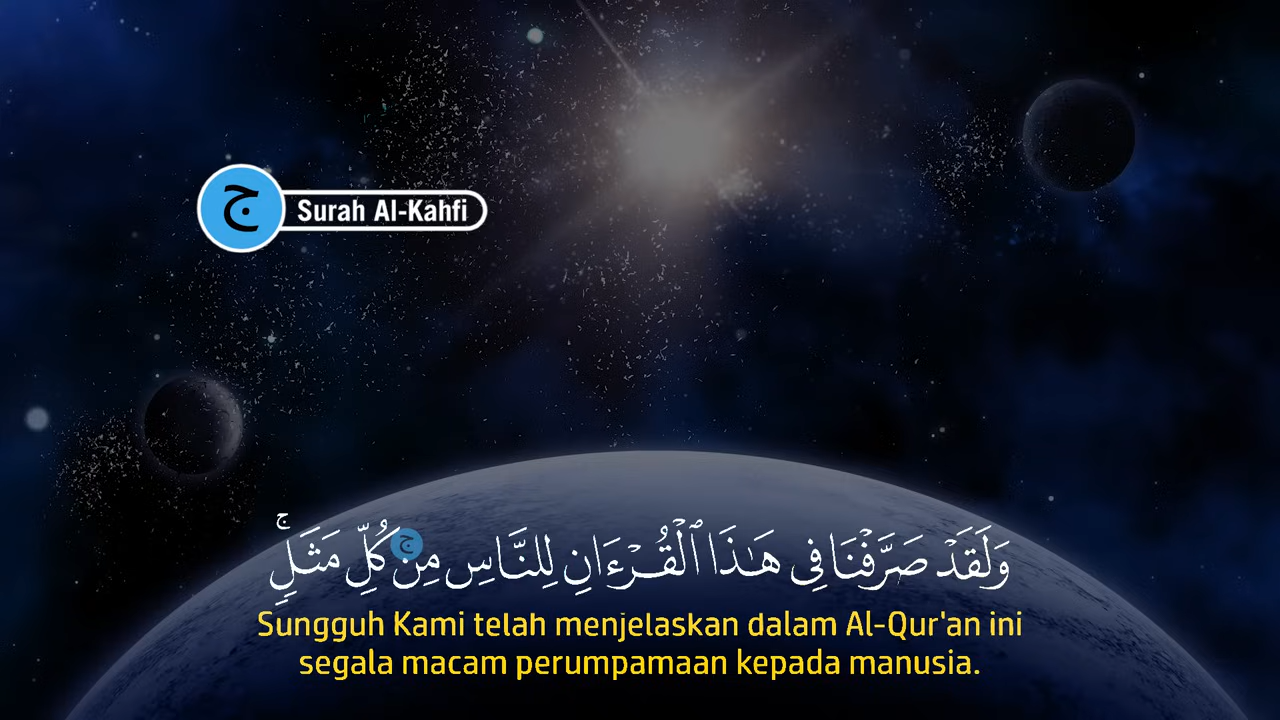 ج
Surah Al-Kahfi
وَلَقَدْ صَرَّفْنَا فِى هَـٰذَا ٱلْقُرْءَانِ لِلنَّاسِ مِن كُلِّ مَثَلٍۢ ۚ
ج
Sungguh Kami telah menjelaskan dalam Al-Qur'an ini
segala macam perumpamaan kepada manusia.